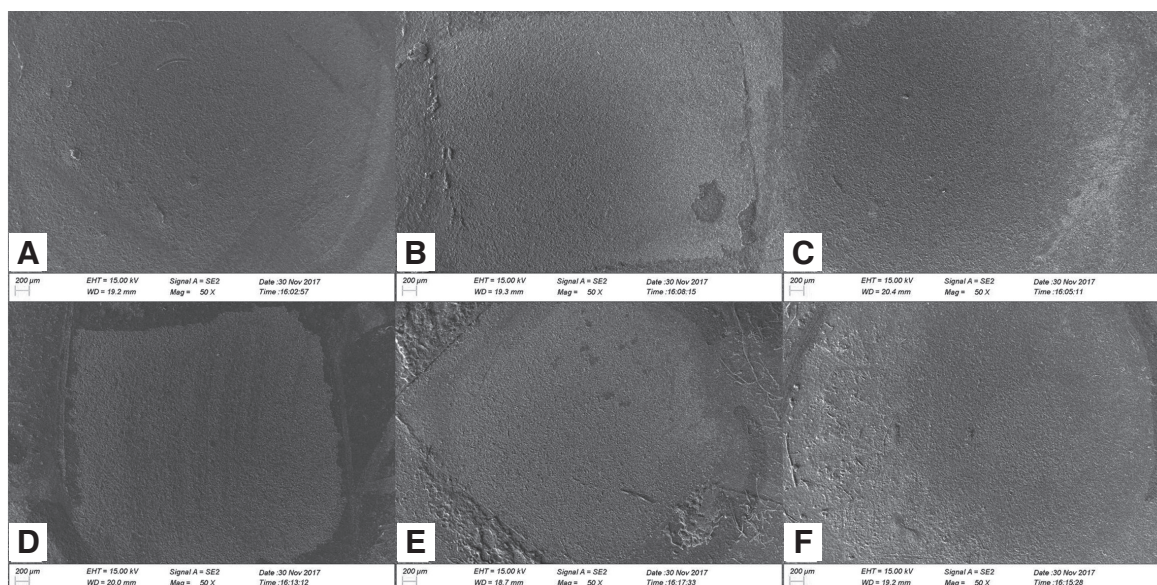 A
B
C
200 µm EHT = 15.00 kV Signal A = SE2 Date :30 Nov 2017
WD = 19.2 mm Mag = 50 X Time :16:02:57
200 µm EHT = 15.00 kV Signal A = SE2 Date :30 Nov 2017
WD = 19.3 mm Mag = 50 X Time :16:08:15
200 µm EHT = 15.00 kV Signal A = SE2 Date :30 Nov 2017
WD = 20.4 mm Mag = 50 X Time :16:05:11
D
E
F
200 µm EHT = 15.00 kV Signal A = SE2 Date :30 Nov 2017
WD = 20.0 mm Mag = 50 X Time :16:13:12
200 µm EHT = 15.00 kV Signal A = SE2 Date :30 Nov 2017
WD = 18.7 mm Mag = 50 X Time :16:17:33
200 µm EHT = 15.00 kV Signal A = SE2 Date :30 Nov 2017
WD = 19.2 mm Mag = 50 X Time :16:15:28